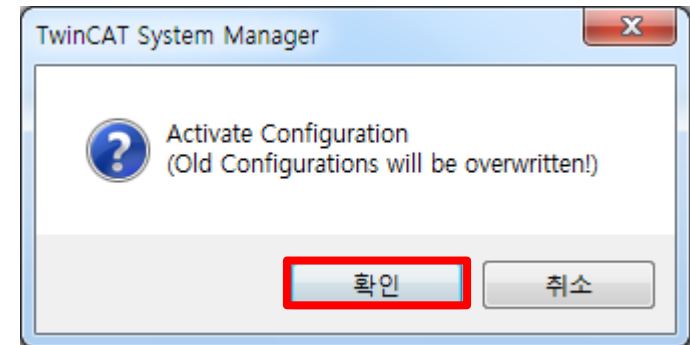 TwinCAT System Manager
Activate Configuration
(Old Configurations will be overwritten!)
확인
취소